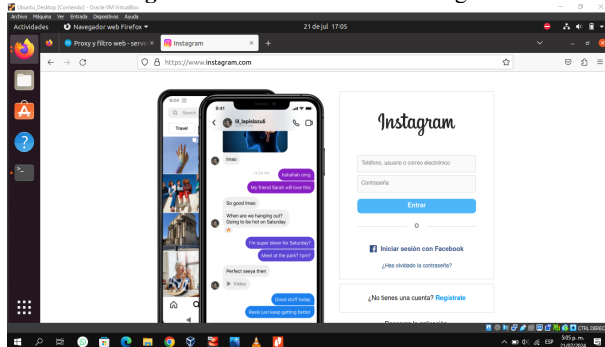 Ubuntu_Desktop [Corriendo] - Oracle VM VirtualBox
Archivo Máquina Ver Entrada Dispositivos Ayuda
Actividades Navegador web Firefox 21 de jul 17:05
Proxy y filtro web - serve
Instagram
https://www.instagram.com
Search
Travel
9:41
lil_lapislazuli
lmao
hahahah omg
My friend Sarah will love this
So good lmao
When are we hanging out?
Going to be hot on Saturday
I'm super down for Saturday?
Meet at the park? 1pm?
Perfect seeya then
Video
Good stuff today
Reels just keep getting better
Instagram
Teléfono, usuario o correo electrónico
Contraseña
Entrar
O
Iniciar sesión con Facebook
¿Has olvidado la contraseña?
¿No tienes una cuenta? Regístrate
CTRL DEREC
ESP
5:05 p. m.
21/07/2024